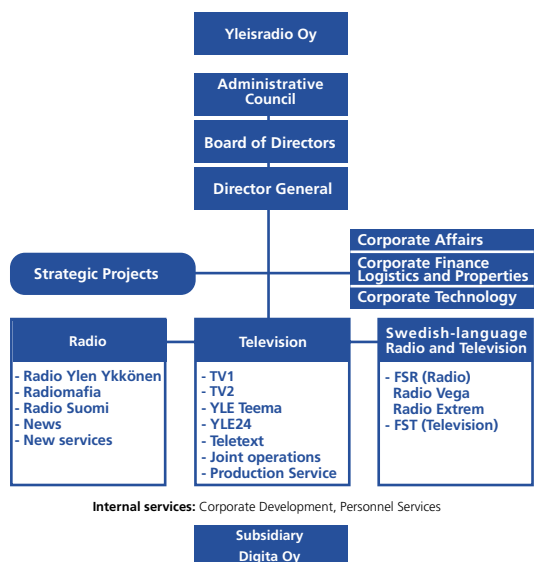 Yleisradio Oy
Administrative
Council
Board of Directors
Director General
Strategic Projects
Corporate Affairs
Corporate Finance
Logistics and Properties
Corporate Technology
Radio
- Radio Ylen Ykkönen
- Radiomafia
- Radio Suomi
- News
- New services
Television
- TV1
- TV2
- YLE Teema
- YLE24
- Teletext
- Joint operations
- Production Service
Swedish-language
Radio and Television
- FSR (Radio)
Radio Vega
Radio Extrem
- FST (Television)
Internal services: Corporate Development, Personnel Services
Subsidiary
Digita Oy